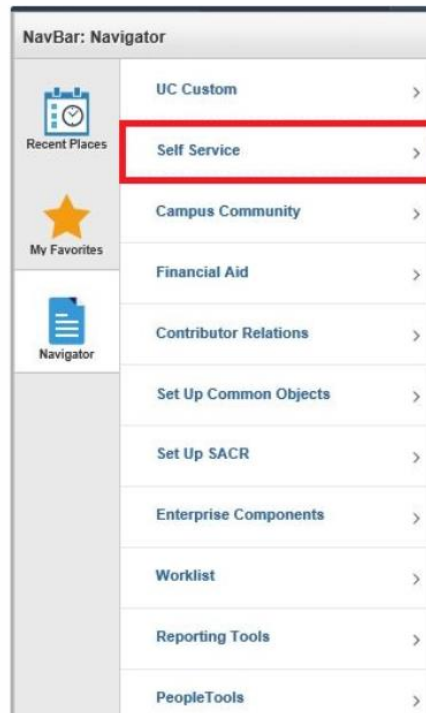 NavBar: Navigator
Recent Places
My Favorites
Navigator
UC Custom
Self Service
Campus Community
Financial Aid
Contributor Relations
Set Up Common Objects
Set Up SACR
Enterprise Components
Worklist
Reporting Tools
PeopleTools